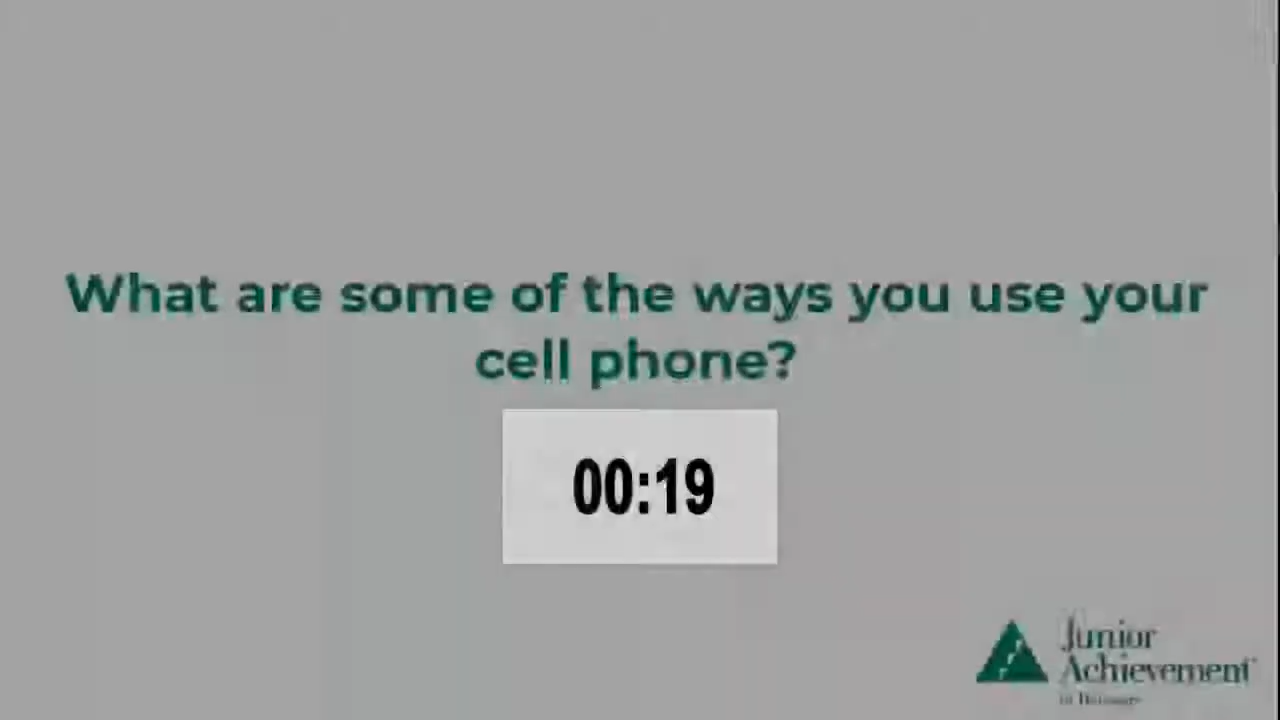 What are some of the ways you use your
cell phone?
00:19
Junior
Achievement